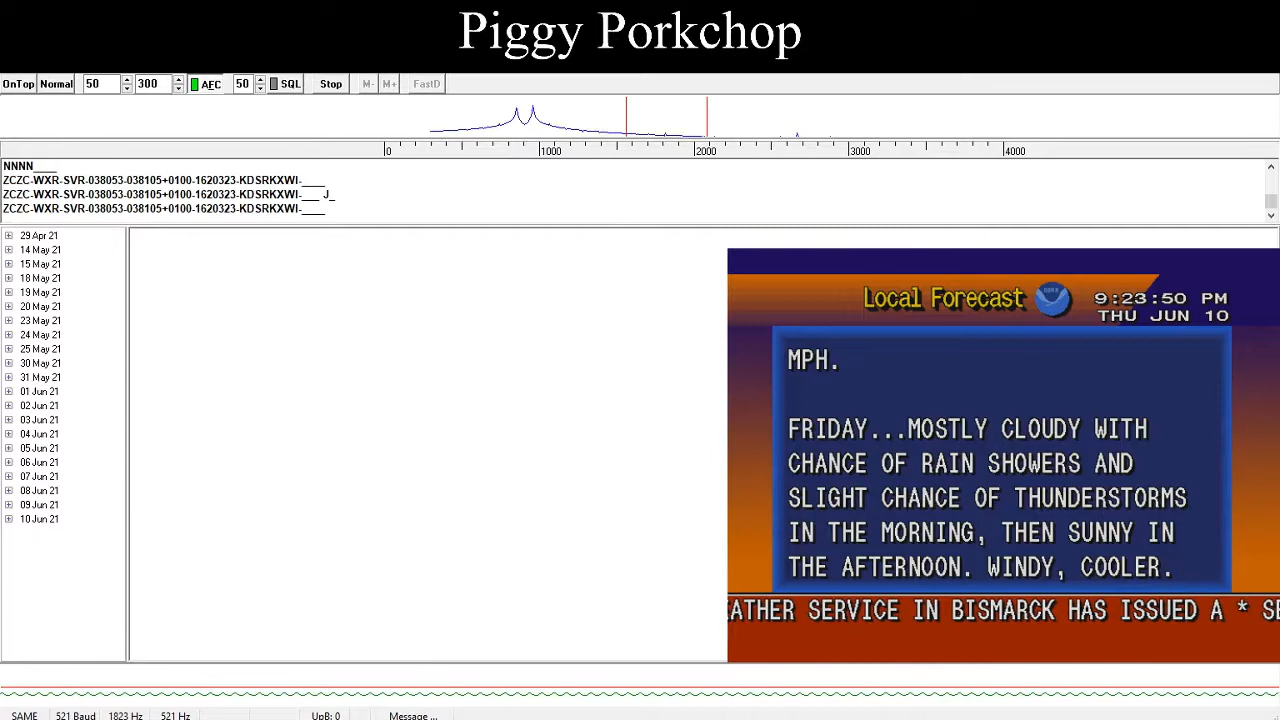 Piggy Porkchop
OnTop Normal 50 300 AFC 50 SQL Stop M- M+ FastD
0 1000 2000 3000 4000
NNNN____
ZCZC-WXR-SVR-038053-038105+0100-1620323-KDSRKXWI-____
ZCZC-WXR-SVR-038053-038105+0100-1620323-KDSRKXWI-___ J_
ZCZC-WXR-SVR-038053-038105+0100-1620323-KDSRKXWI-____
29 Apr 21
14 May 21
15 May 21
18 May 21
19 May 21
20 May 21
23 May 21
24 May 21
25 May 21
30 May 21
31 May 21
01 Jun 21
02 Jun 21
03 Jun 21
04 Jun 21
05 Jun 21
06 Jun 21
07 Jun 21
08 Jun 21
09 Jun 21
10 Jun 21
Local Forecast
9:23:50 PM
THU JUN 10
MPH.
FRIDAY...MOSTLY CLOUDY WITH
CHANCE OF RAIN SHOWERS AND
SLIGHT CHANCE OF THUNDERSTORMS
IN THE MORNING, THEN SUNNY IN
THE AFTERNOON. WINDY, COOLER.
EATHER SERVICE IN BISMARCK HAS ISSUED A * SE
SAME 521 Baud 1823 Hz 521 Hz UpB: 0 Message ...